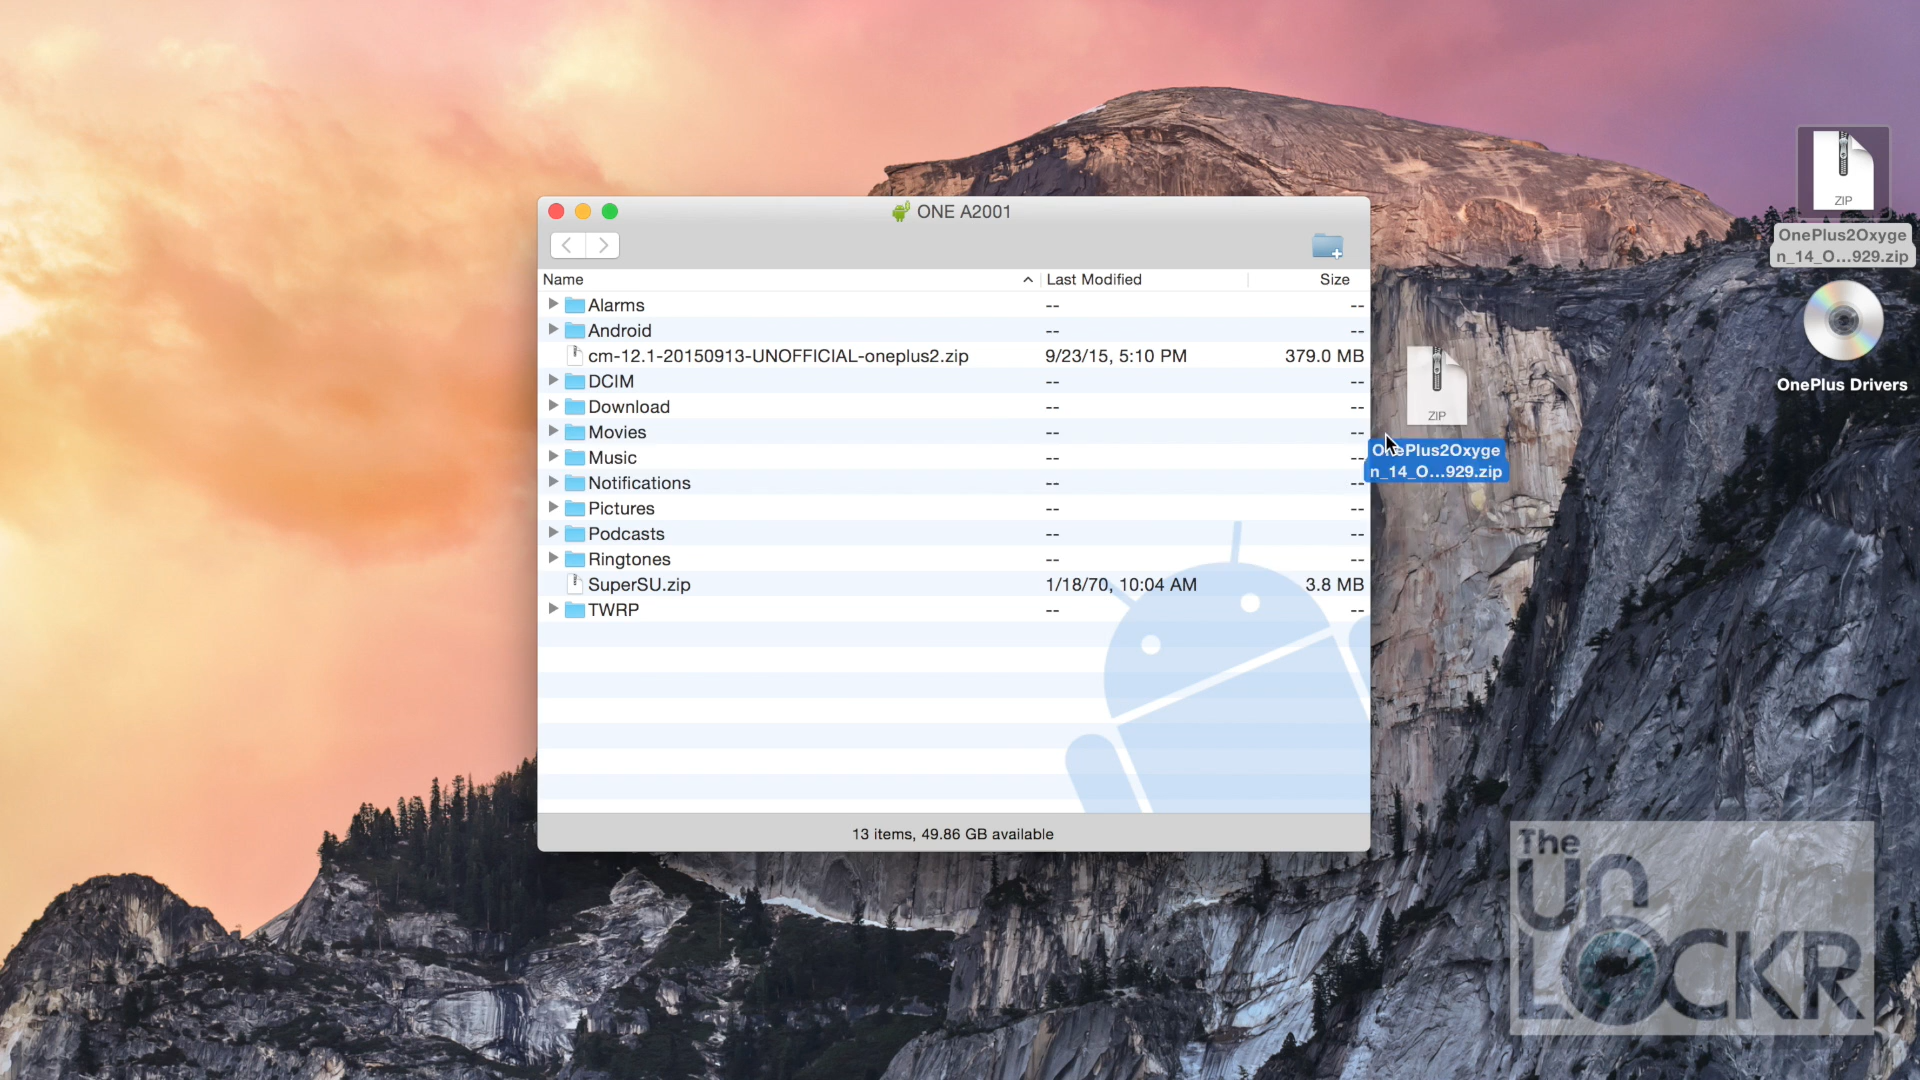 ONE A2001
Name Last Modified Size
Alarms -- --
Android -- --
cm-12.1-20150913-UNOFFICIAL-oneplus2.zip 9/23/15, 5:10 PM 379.0 MB
DCIM -- --
Download -- --
Movies -- --
Music -- --
Notifications -- --
Pictures -- --
Podcasts -- --
Ringtones -- --
SuperSU.zip 1/18/70, 10:04 AM 3.8 MB
TWRP -- --
13 items, 49.86 GB available
ZIP
OnePlus2Oxyge
n_14_O...929.zip
ZIP
OnePlus2Oxyge
n_14_O...929.zip
OnePlus Drivers
The
Un
LOCKR